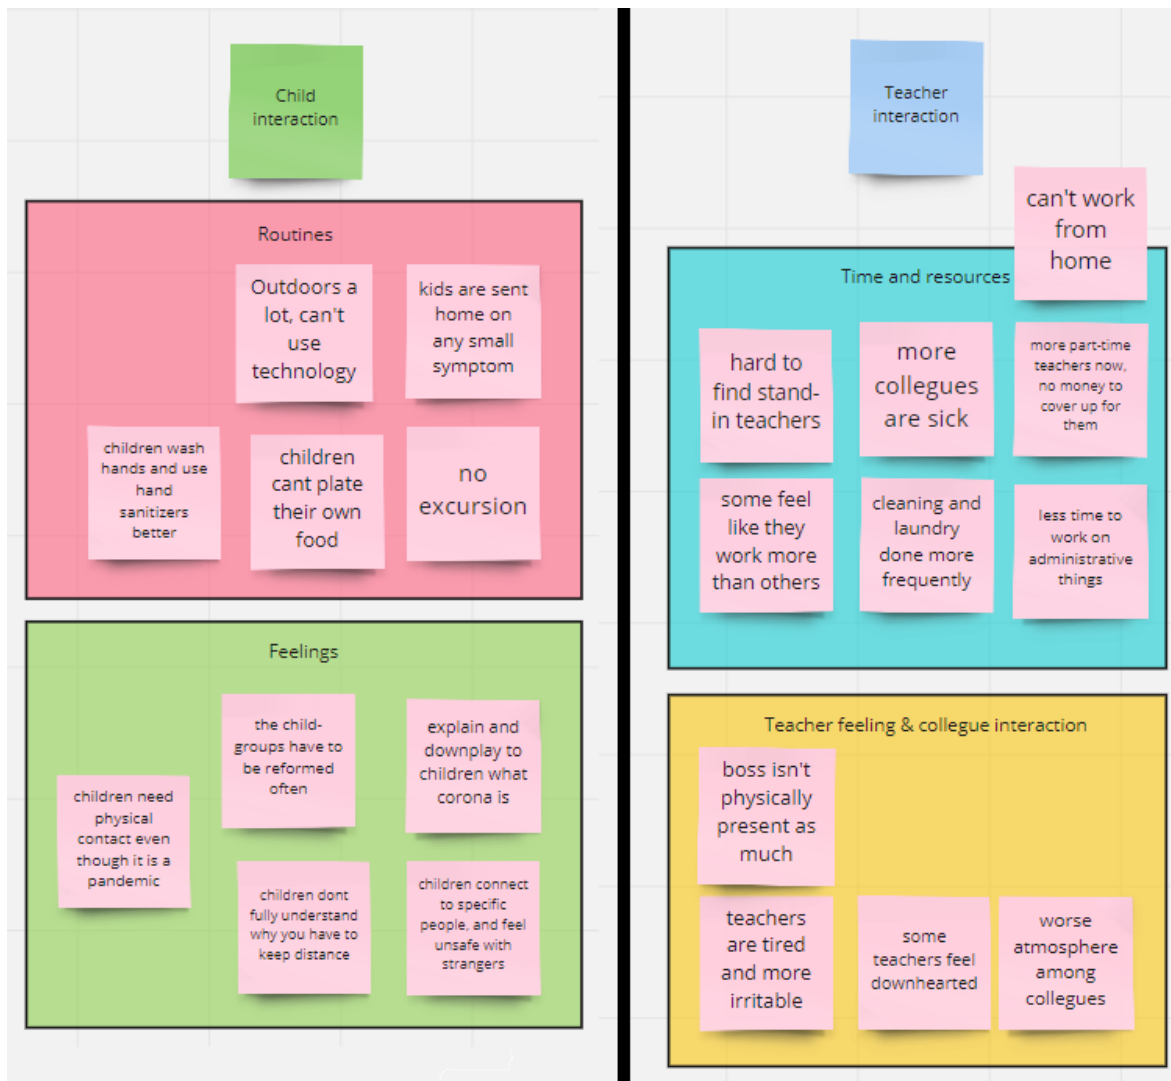 Child
interaction
Routines
Outdoors a
lot, can't
use
technology
kids are sent
home on
any small
symptom
children wash
hands and use
hand
sanitizers
better
children
cant plate
their own
food
no
excursion
Feelings
the child-
groups have to
be reformed
often
explain and
downplay to
children what
corona is
children need
physical
contact even
though it is a
pandemic
children dont
fully understand
why you have to
keep distance
children connect
to specific
people, and feel
unsafe with
strangers
Teacher
interaction
can't work
from
home
Time and resources
hard to
find stand-
in teachers
more
collegues
are sick
more part-time
teachers now,
no money to
cover up for
them
some feel
like they
work more
than others
cleaning and
laundry
done more
frequently
less time to
work on
administrative
things
Teacher feeling & collegue interaction
boss isn't
physically
present as
much
teachers
are tired
and more
irritable
some
teachers feel
downhearted
worse
atmosphere
among
collegues